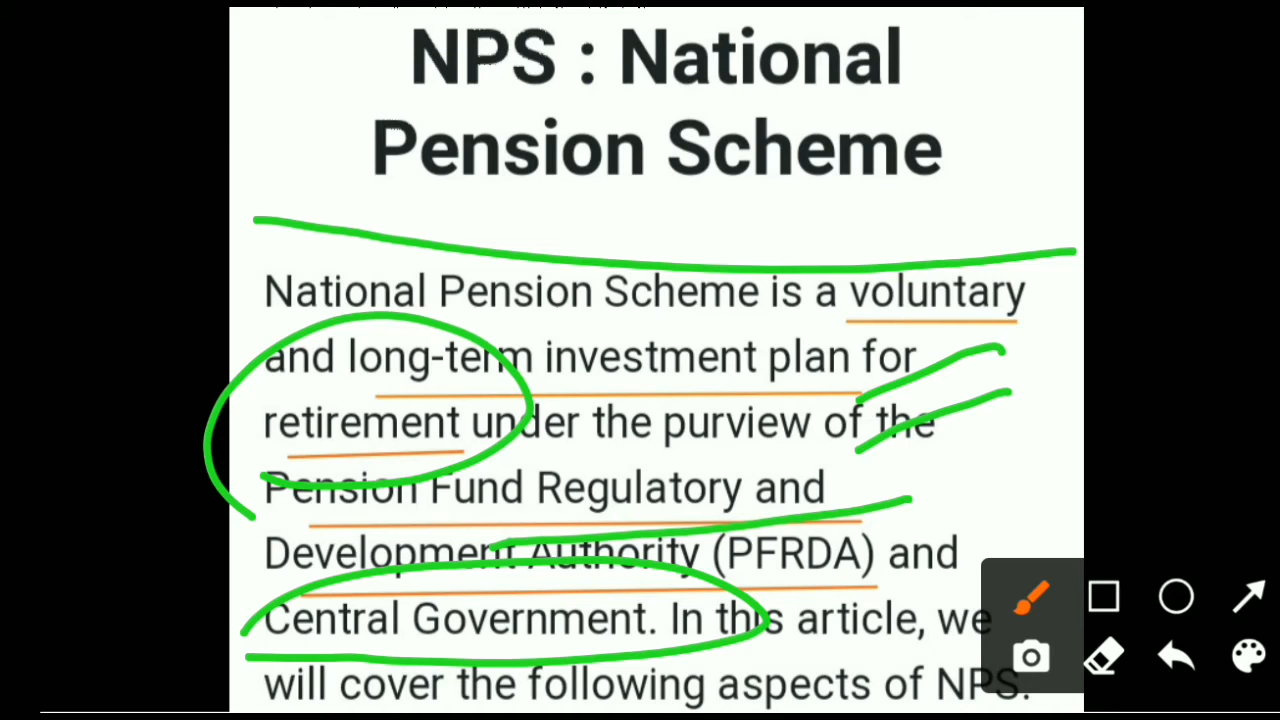 NPS : National
Pension Scheme
National Pension Scheme is a voluntary
and long-term investment plan for
retirement under the purview of the
Pension Fund Regulatory and
Development Authority (PFRDA) and
Central Government. In this article, we
will cover the following aspects of NPS.